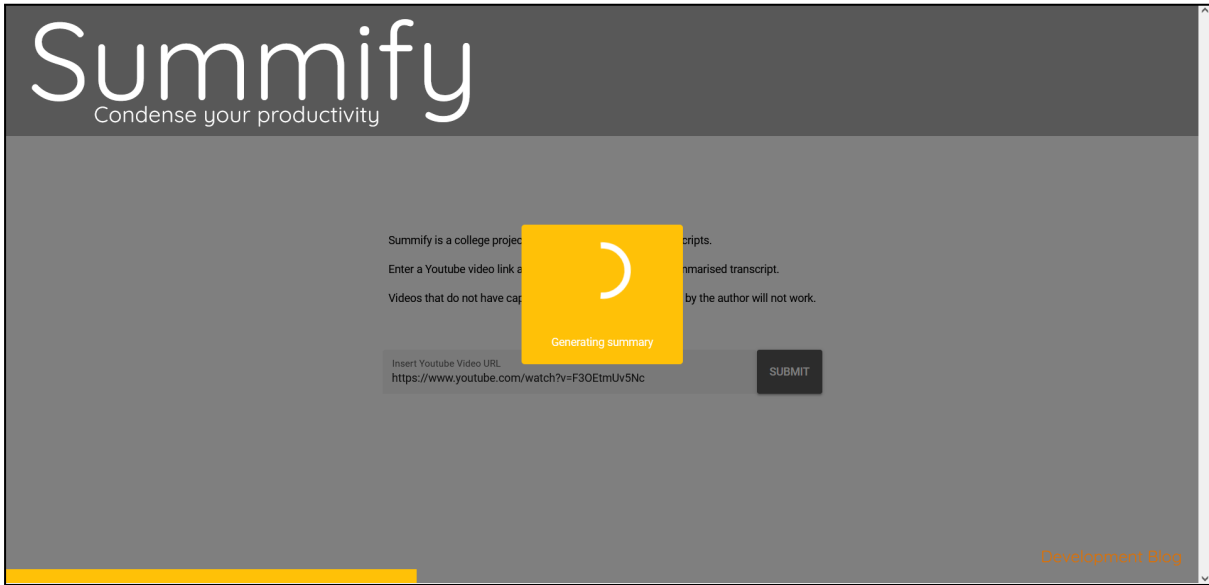 Summify
Condense your productivity
Summify is a college projec cripts.
Enter a Youtube video link a mmarised transcript.
Videos that do not have cap by the author will not work.
Generating summary
Insert Youtube Video URL
https://www.youtube.com/watch?v=F3OEtmUv5Nc
SUBMIT
Development Blog